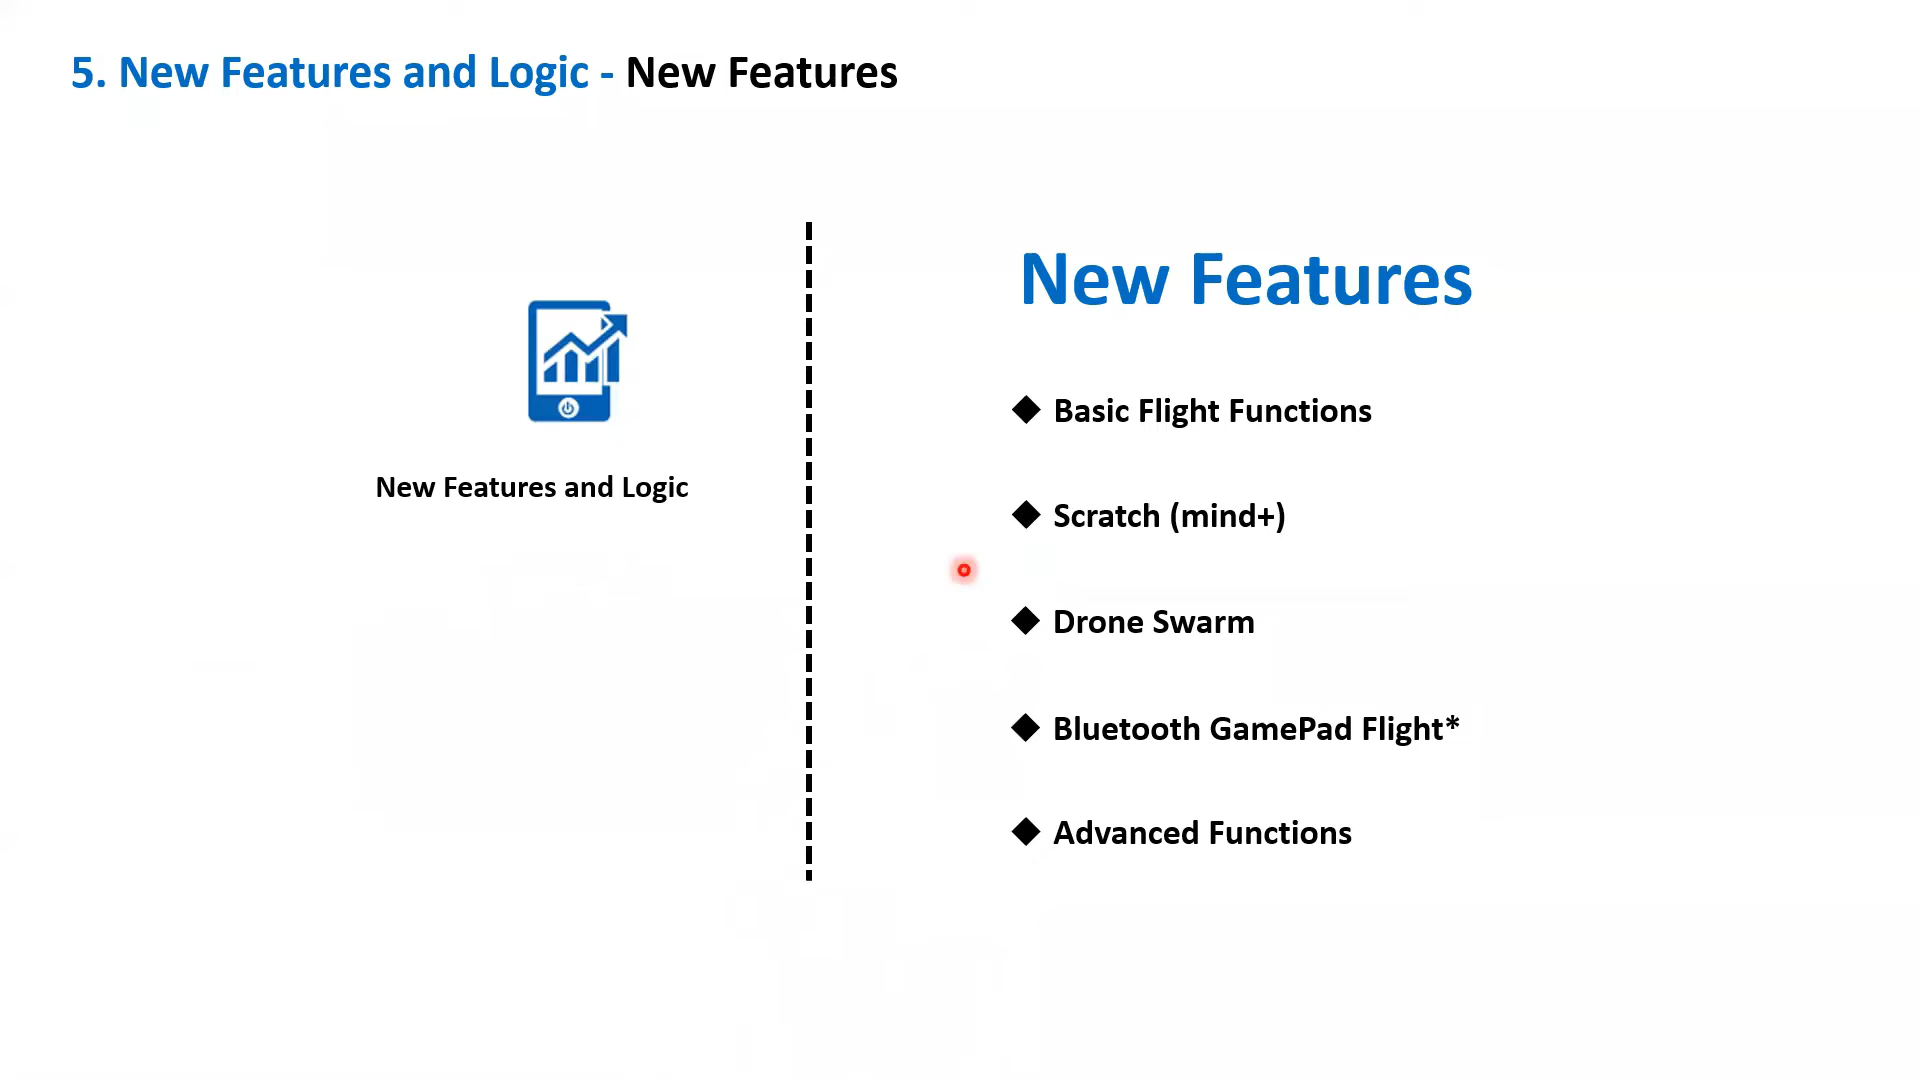 5. New Features and Logic - New Features
New Features and Logic
New Features
◆ Basic Flight Functions
◆ Scratch (mind+)
◆ Drone Swarm
◆ Bluetooth GamePad Flight*
◆ Advanced Functions